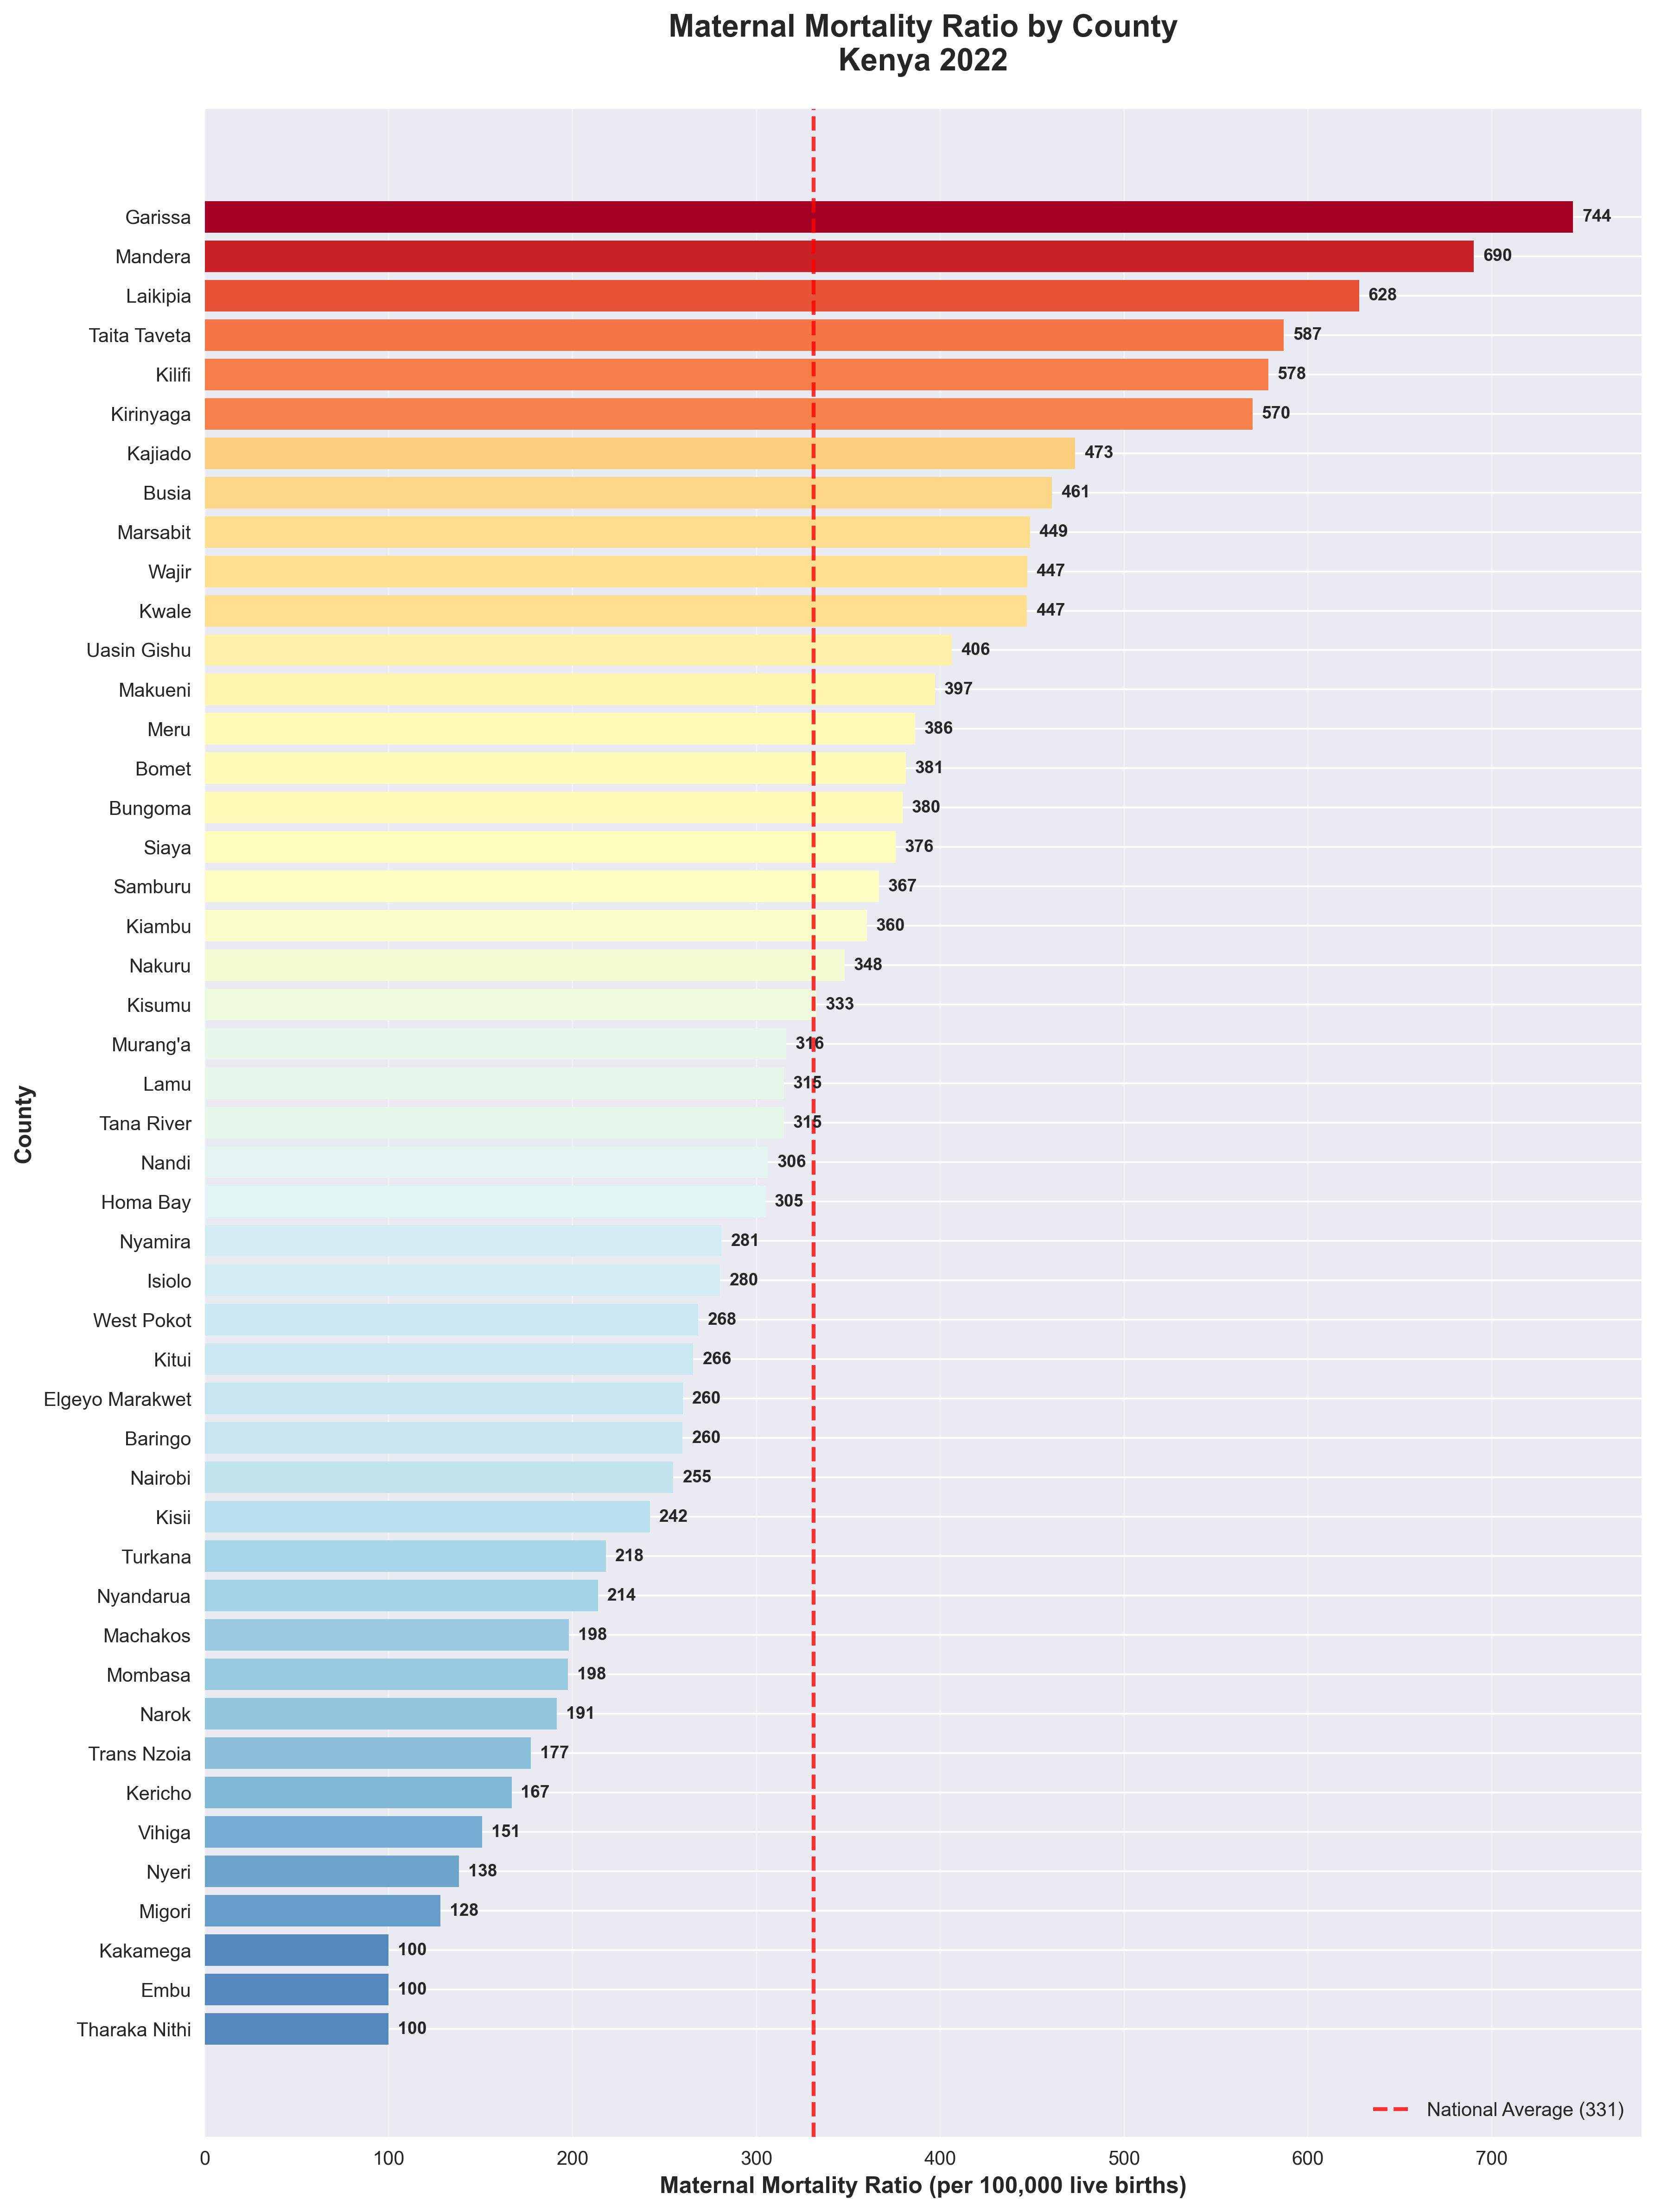 Maternal Mortality Ratio by County
Kenya 2022
County
Garissa 744
Mandera 690
Laikipia 628
Taita Taveta 587
Kilifi 578
Kirinyaga 570
Kajiado 473
Busia 461
Marsabit 449
Wajir 447
Kwale 447
Uasin Gishu 406
Makueni 397
Meru 386
Bomet 381
Bungoma 380
Siaya 376
Samburu 367
Kiambu 360
Nakuru 348
Kisumu 333
Murang'a 316
Lamu 315
Tana River 315
Nandi 306
Homa Bay 305
Nyamira 281
Isiolo 280
West Pokot 268
Kitui 266
Elgeyo Marakwet 260
Baringo 260
Nairobi 255
Kisii 242
Turkana 218
Nyandarua 214
Machakos 198
Mombasa 198
Narok 191
Trans Nzoia 177
Kericho 167
Vihiga 151
Nyeri 138
Migori 128
Kakamega 100
Embu 100
Tharaka Nithi 100
National Average (331)
0 100 200 300 400 500 600 700
Maternal Mortality Ratio (per 100,000 live births)